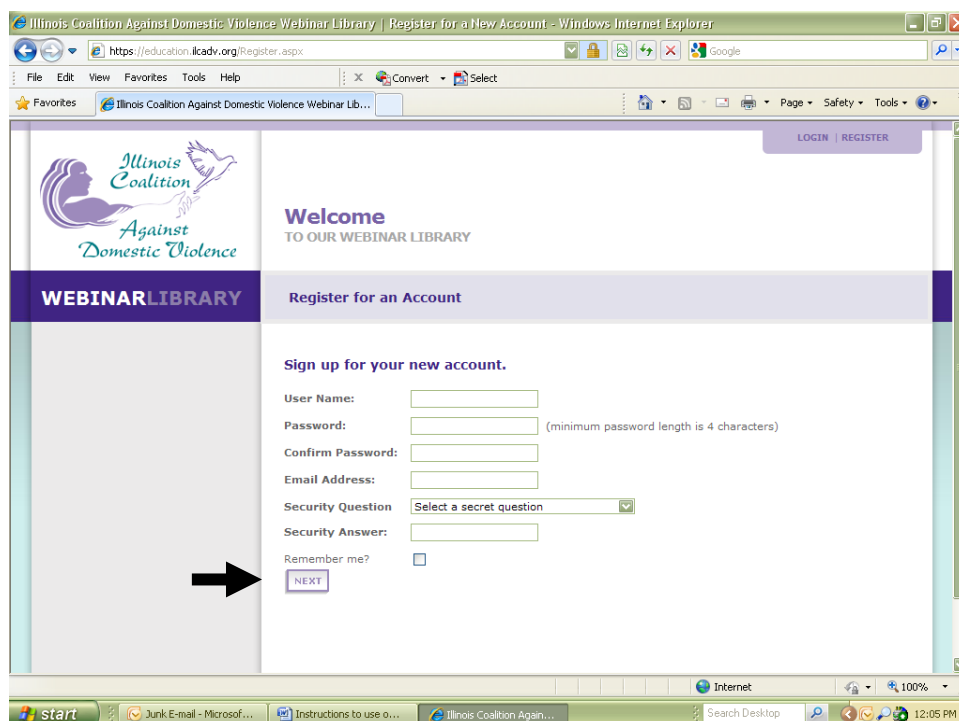 Illinois Coalition Against Domestic Violence Webinar Library | Register for a New Account - Windows Internet Explorer
https://education.ilcadv.org/Register.aspx
Google
File Edit View Favorites Tools Help
X Convert Select
Favorites
Illinois Coalition Against Domestic Violence Webinar Lib...
Page Safety Tools
LOGIN | REGISTER
Illinois
Coalition
Against
Domestic Violence
Welcome
TO OUR WEBINAR LIBRARY
WEBINARLIBRARY
Register for an Account
Sign up for your new account.
User Name:
Password: (minimum password length is 4 characters)
Confirm Password:
Email Address:
Security Question Select a secret question
Security Answer:
Remember me?
NEXT
Internet 100%
start
Junk E-mail - Microsof...
Instructions to use o...
Illinois Coalition Again...
Search Desktop
12:05 PM